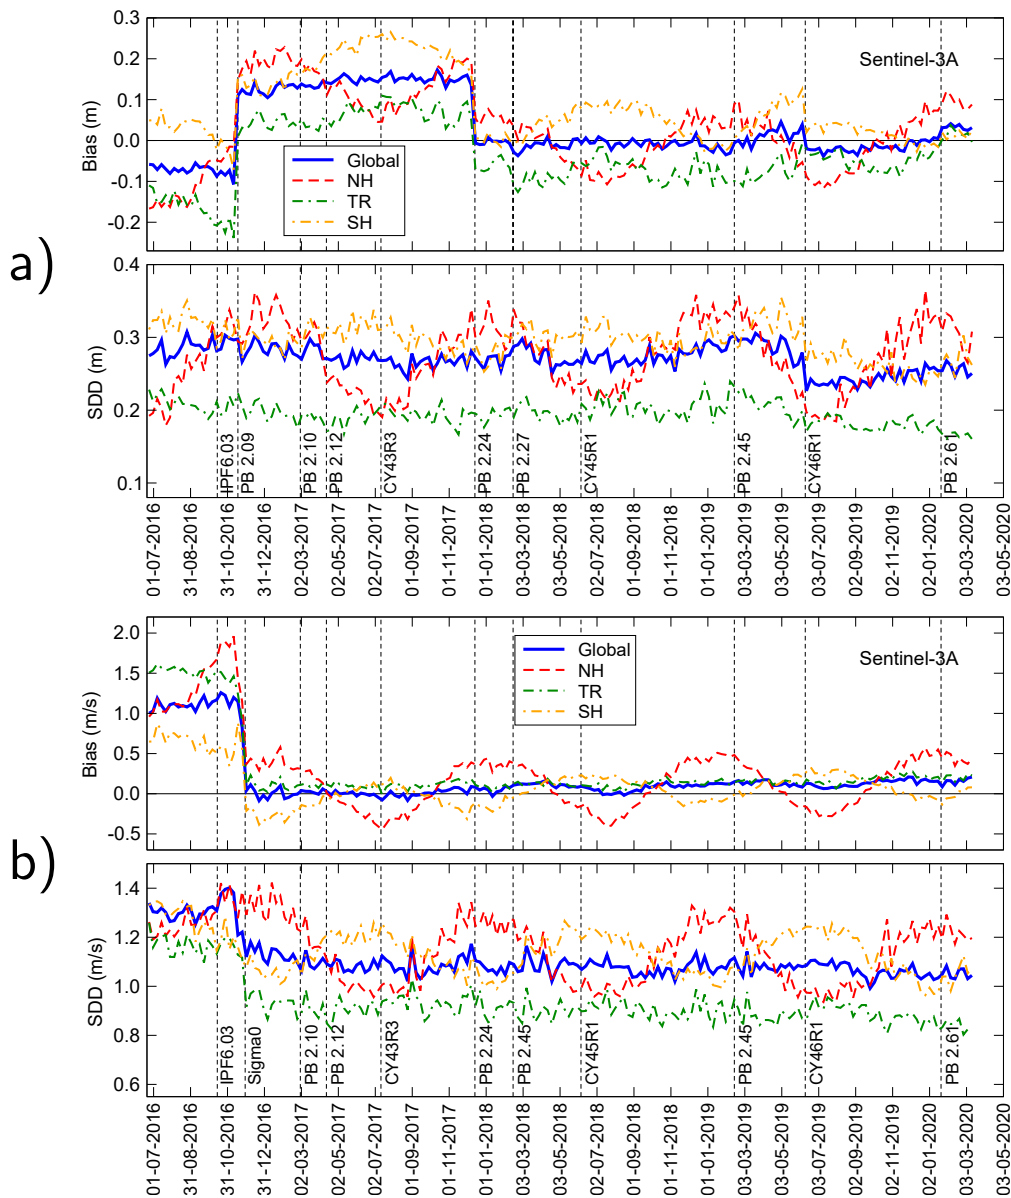 a)
0.3
0.2
0.1
0.0
-0.1
-0.2
Bias (m)
Sentinel-3A
Global
NH
TR
SH
0.4
0.3
0.2
0.1
SDD (m)
IPF6.03
PB 2.09
PB 2.10
PB 2.12
CY43R3
PB 2.24
PB 2.27
CY45R1
PB 2.45
CY46R1
PB 2.61
01-07-2016
31-08-2016
31-10-2016
31-12-2016
02-03-2017
02-05-2017
02-07-2017
01-09-2017
01-11-2017
01-01-2018
03-03-2018
03-05-2018
02-07-2018
01-09-2018
01-11-2018
01-01-2019
03-03-2019
03-05-2019
03-07-2019
02-09-2019
02-11-2019
02-01-2020
03-03-2020
03-05-2020
b)
2.0
1.5
1.0
0.5
0.0
-0.5
Bias (m/s)
Sentinel-3A
Global
NH
TR
SH
1.4
1.2
1.0
0.8
0.6
SDD (m/s)
IPF6.03
Sigma0
PB 2.10
PB 2.12
CY43R3
PB 2.24
PB 2.45
CY45R1
PB 2.45
CY46R1
PB 2.61
01-07-2016
31-08-2016
31-10-2016
31-12-2016
02-03-2017
02-05-2017
02-07-2017
01-09-2017
01-11-2017
01-01-2018
03-03-2018
03-05-2018
02-07-2018
01-09-2018
01-11-2018
01-01-2019
03-03-2019
03-05-2019
03-07-2019
02-09-2019
02-11-2019
02-01-2020
03-03-2020
03-05-2020